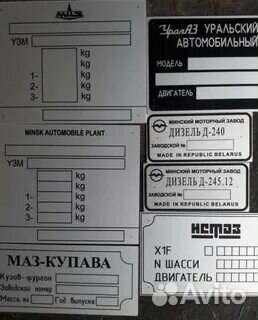 МАЗ
УЗМ
kg
kg
1- kg
2- kg
3- kg
MINSK AUTOMOBILE PLANT
УЗМ
kg
kg
1- kg
2- kg
3- kg
МАЗ-КУПАВА
Кузов-фургон
Заводской номер
Масса, кг Год выпуска
УралАЗ УРАЛЬСКИЙ
АВТОМОБИЛЬНЫЙ
МОДЕЛЬ
ДВИГАТЕЛЬ
МИНСКИЙ МОТОРНЫЙ ЗАВОД
ДИЗЕЛЬ Д-240
ЗАВОДСКОЙ №
MADE IN REPUBLIC BELARUS
МИНСКИЙ МОТОРНЫЙ ЗАВОД
ДИЗЕЛЬ Д-245.12
ЗАВОДСКОЙ №
MADE IN REPUBLIC BELARUS
НЕФАЗ
X1F
N ШАССИ
ДВИГАТЕЛЬ
Avito